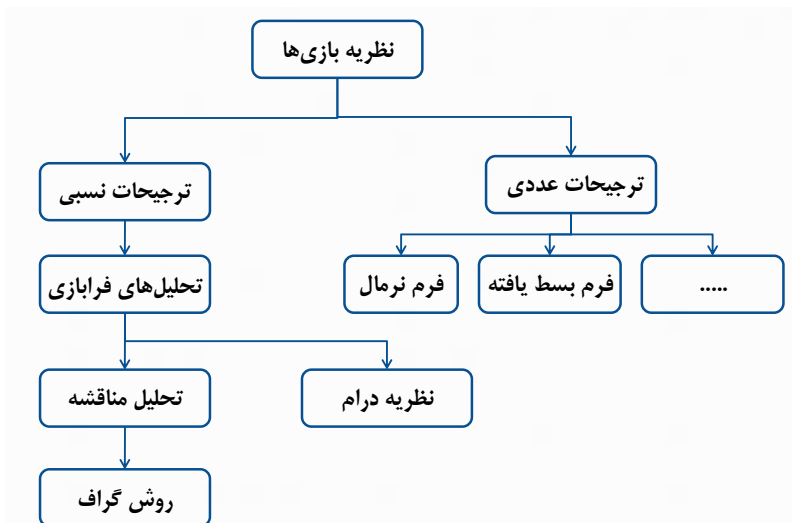 نظریه بازی‌ها
ترجیحات عددی
ترجیحات نسبی
.....
فرم بسط یافته
فرم نرمال
تحلیل‌های فرابازی
نظریه درام
تحلیل مناقشه
روش گراف